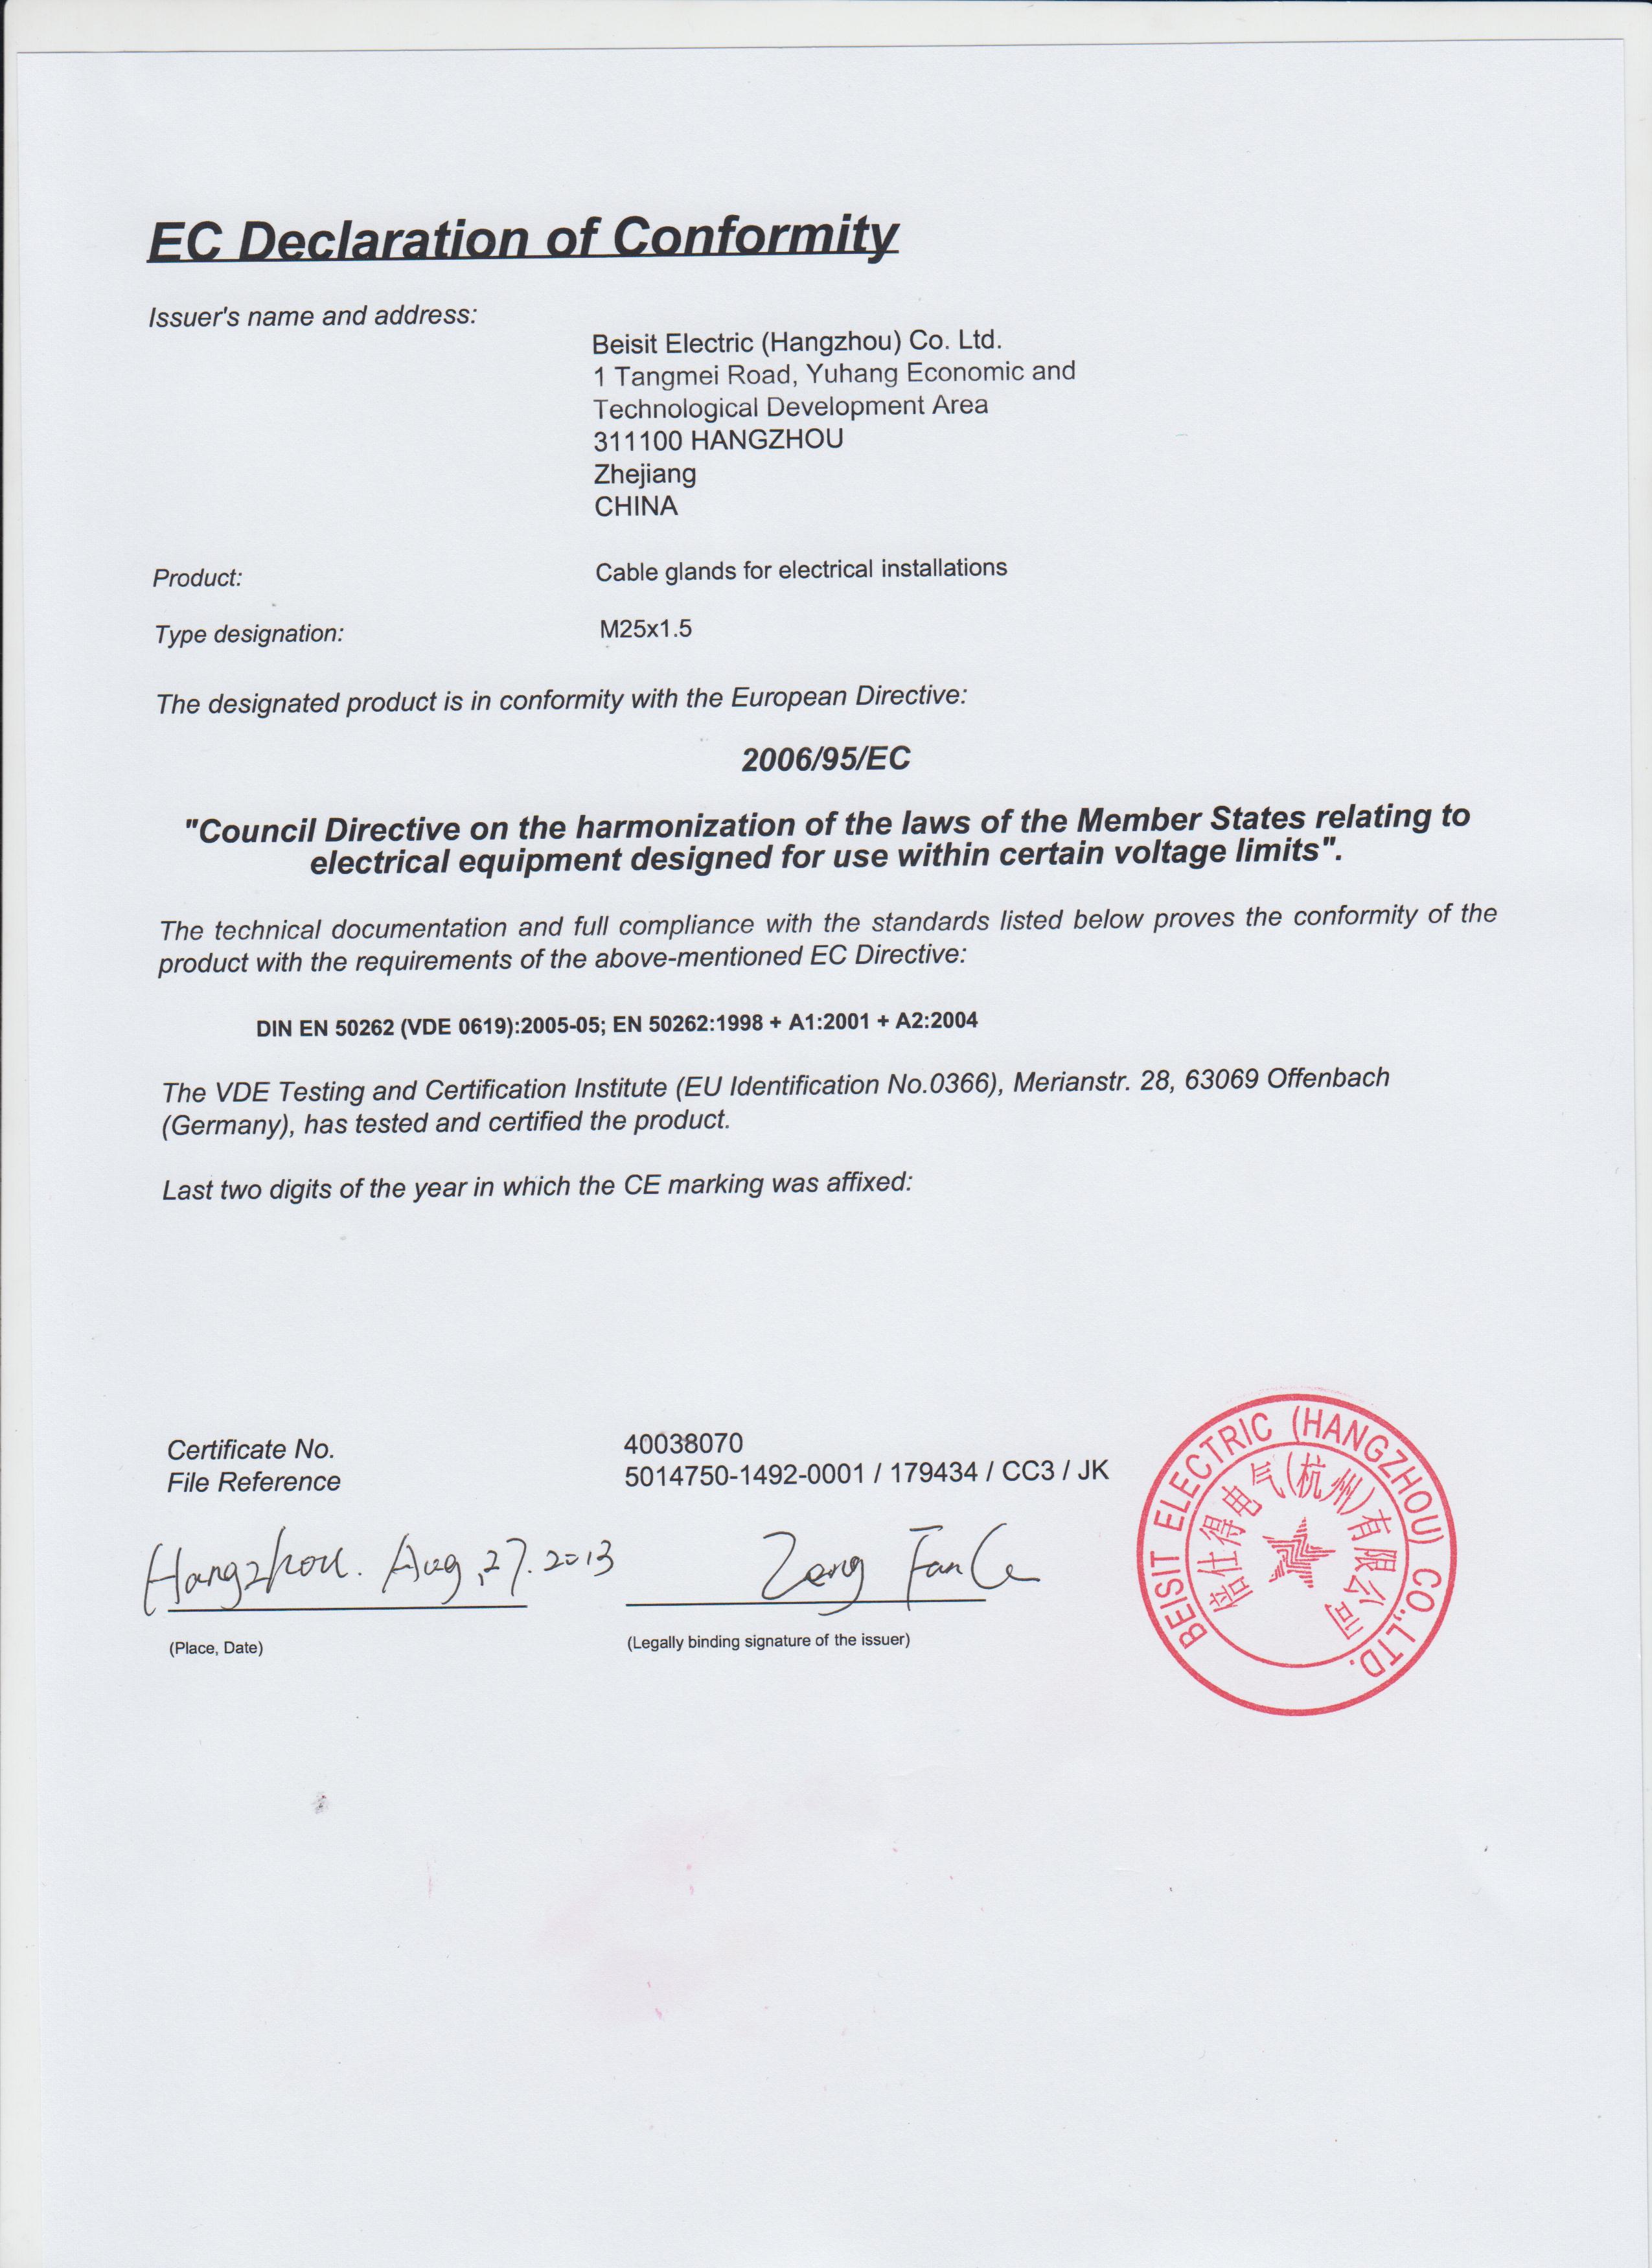 EC Declaration of Conformity
Issuer's name and address:
Beisit Electric (Hangzhou) Co. Ltd.
1 Tangmei Road, Yuhang Economic and
Technological Development Area
311100 HANGZHOU
Zhejiang
CHINA
Product: Cable glands for electrical installations
Type designation: M25x1.5
The designated product is in conformity with the European Directive:
2006/95/EC
"Council Directive on the harmonization of the laws of the Member States relating to
electrical equipment designed for use within certain voltage limits".
The technical documentation and full compliance with the standards listed below proves the conformity of the
product with the requirements of the above-mentioned EC Directive:
DIN EN 50262 (VDE 0619):2005-05; EN 50262:1998 + A1:2001 + A2:2004
The VDE Testing and Certification Institute (EU Identification No.0366), Merianstr. 28, 63069 Offenbach
(Germany), has tested and certified the product.
Last two digits of the year in which the CE marking was affixed:
Certificate No. 40038070
File Reference 5014750-1492-0001 / 179434 / CC3 / JK
Hangzhou. Aug,27.2013 Zeng Fan
(Place, Date) (Legally binding signature of the issuer)
BEISIT ELECTRIC (HANGZHOU) CO.,LTD.
倍仕得电气(杭州)有限公司